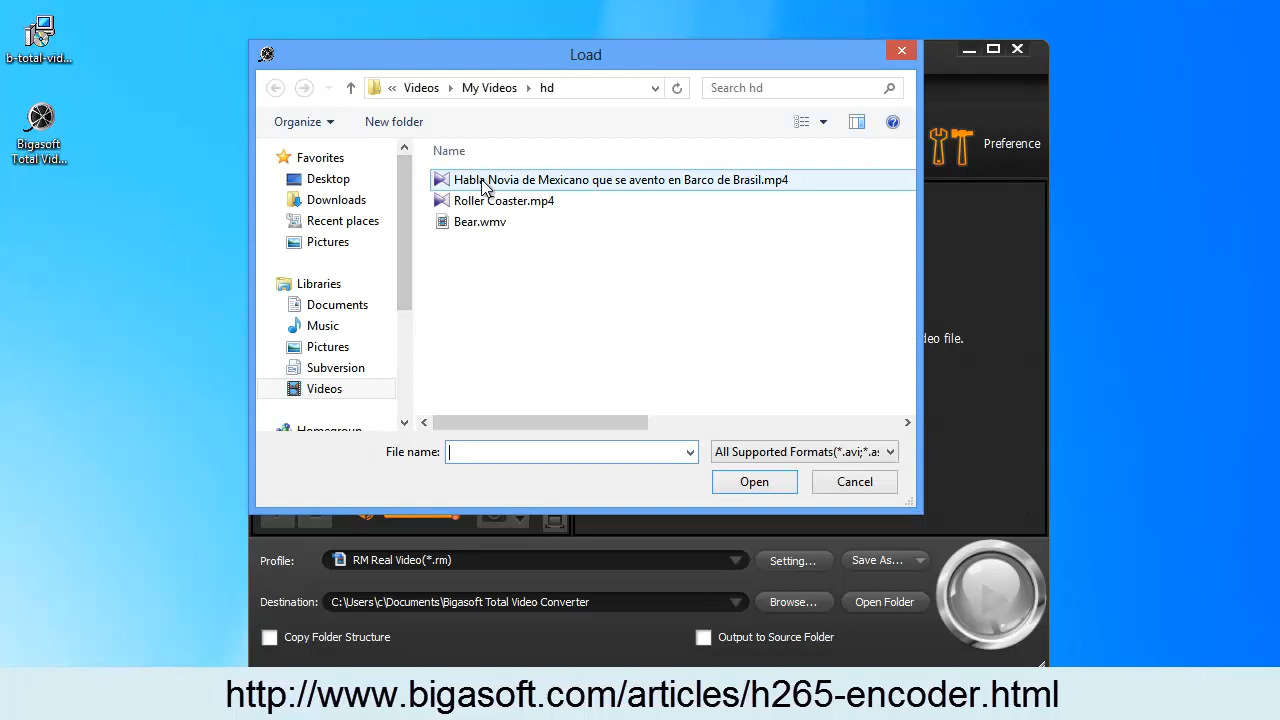 b-total-vid...
Bigasoft
Total Vid...
Load
« Videos My Videos hd
Search hd
Organize
New folder
Preference
Name
Favorites
Desktop
Downloads
Recent places
Pictures
Libraries
Documents
Music
Pictures
Subversion
Videos
Homegroup
Habla Novia de Mexicano que se avento en Barco de Brasil.mp4
Roller Coaster.mp4
Bear.wmv
deo file.
File name:
All Supported Formats(*.avi;*.as
Open
Cancel
Profile:
RM Real Video(*.rm)
Setting...
Save As...
Destination:
C:\Users\c\Documents\Bigasoft Total Video Converter
Browse...
Open Folder
Copy Folder Structure
Output to Source Folder
http://www.bigasoft.com/articles/h265-encoder.html